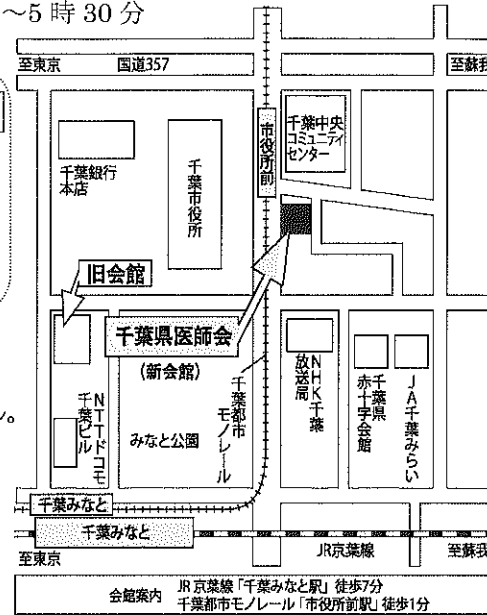 ～5時30分
至東京
国道357
至蘇我
市役所前
千葉中央
コミュニティ
センター
千葉銀行
本店
千葉市役所
旧会館
千葉県医師会
(新会館)
NTTドコモ
千葉ビル
みなと公園
千葉都市
モノレール
NHK千葉
放送局
千葉県
赤十字会館
JA千葉みらい
ん。
千葉みなと
千葉みなと
至東京
JR京葉線
至蘇我
会館案内
JR京葉線「千葉みなと駅」徒歩7分
千葉都市モノレール「市役所前駅」徒歩1分